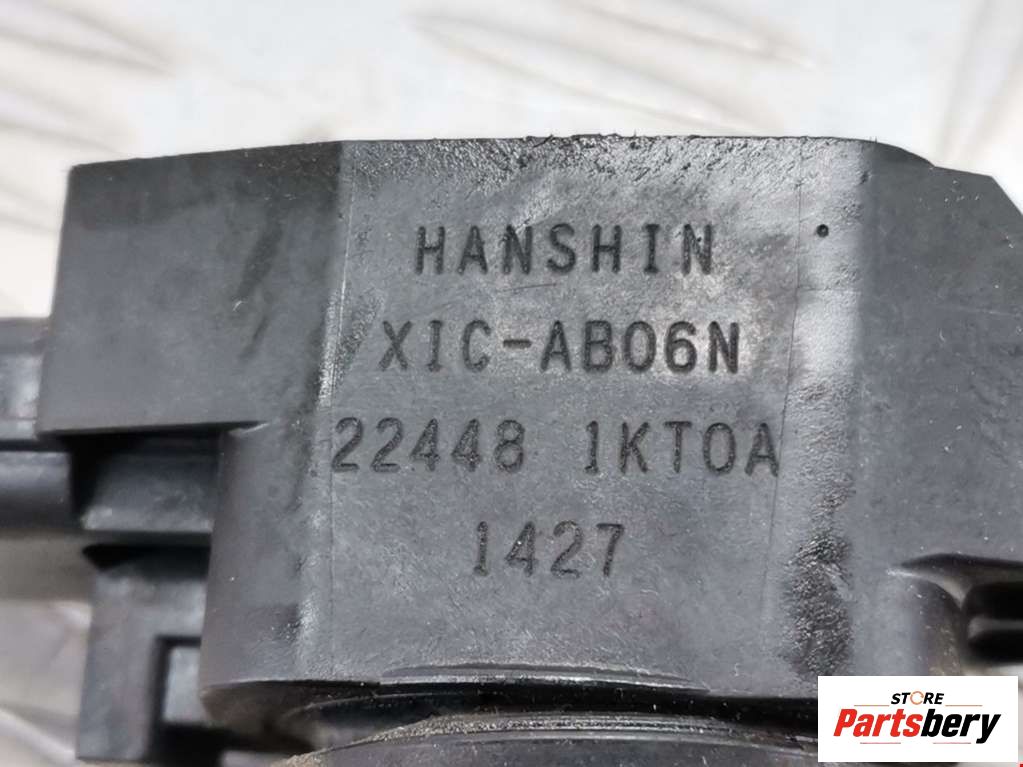 HANSHIN
XIC-AB06N
22448 1KT0A
1427
STORE
Partsbery